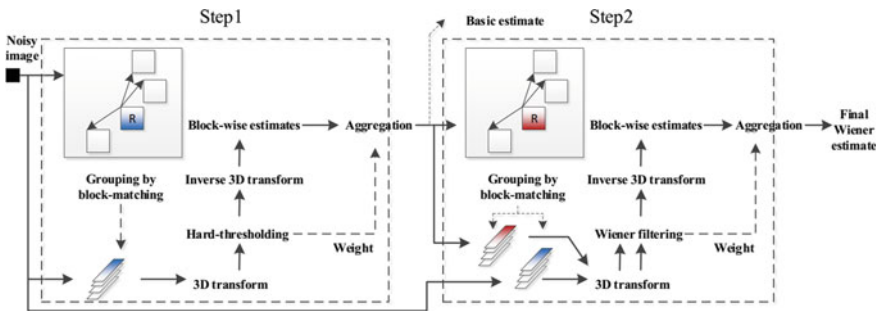 Step1
Step2
Basic estimate
Noisy
image
R
Block-wise estimates
Aggregation
Grouping by
block-matching
Inverse 3D transform
Hard-thresholding
Weight
3D transform
R
Block-wise estimates
Aggregation
Final
Wiener
estimate
Grouping by
block-matching
Inverse 3D transform
Wiener filtering
Weight
3D transform